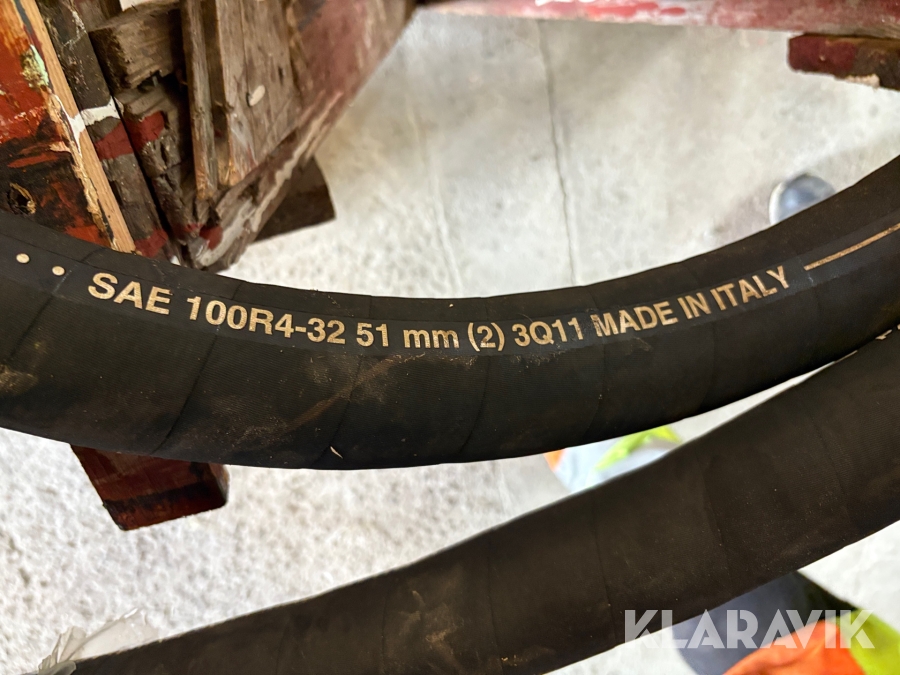 SAE 100R4-32 51 mm (2) 3Q11 MADE IN ITALY
KLARAVIK